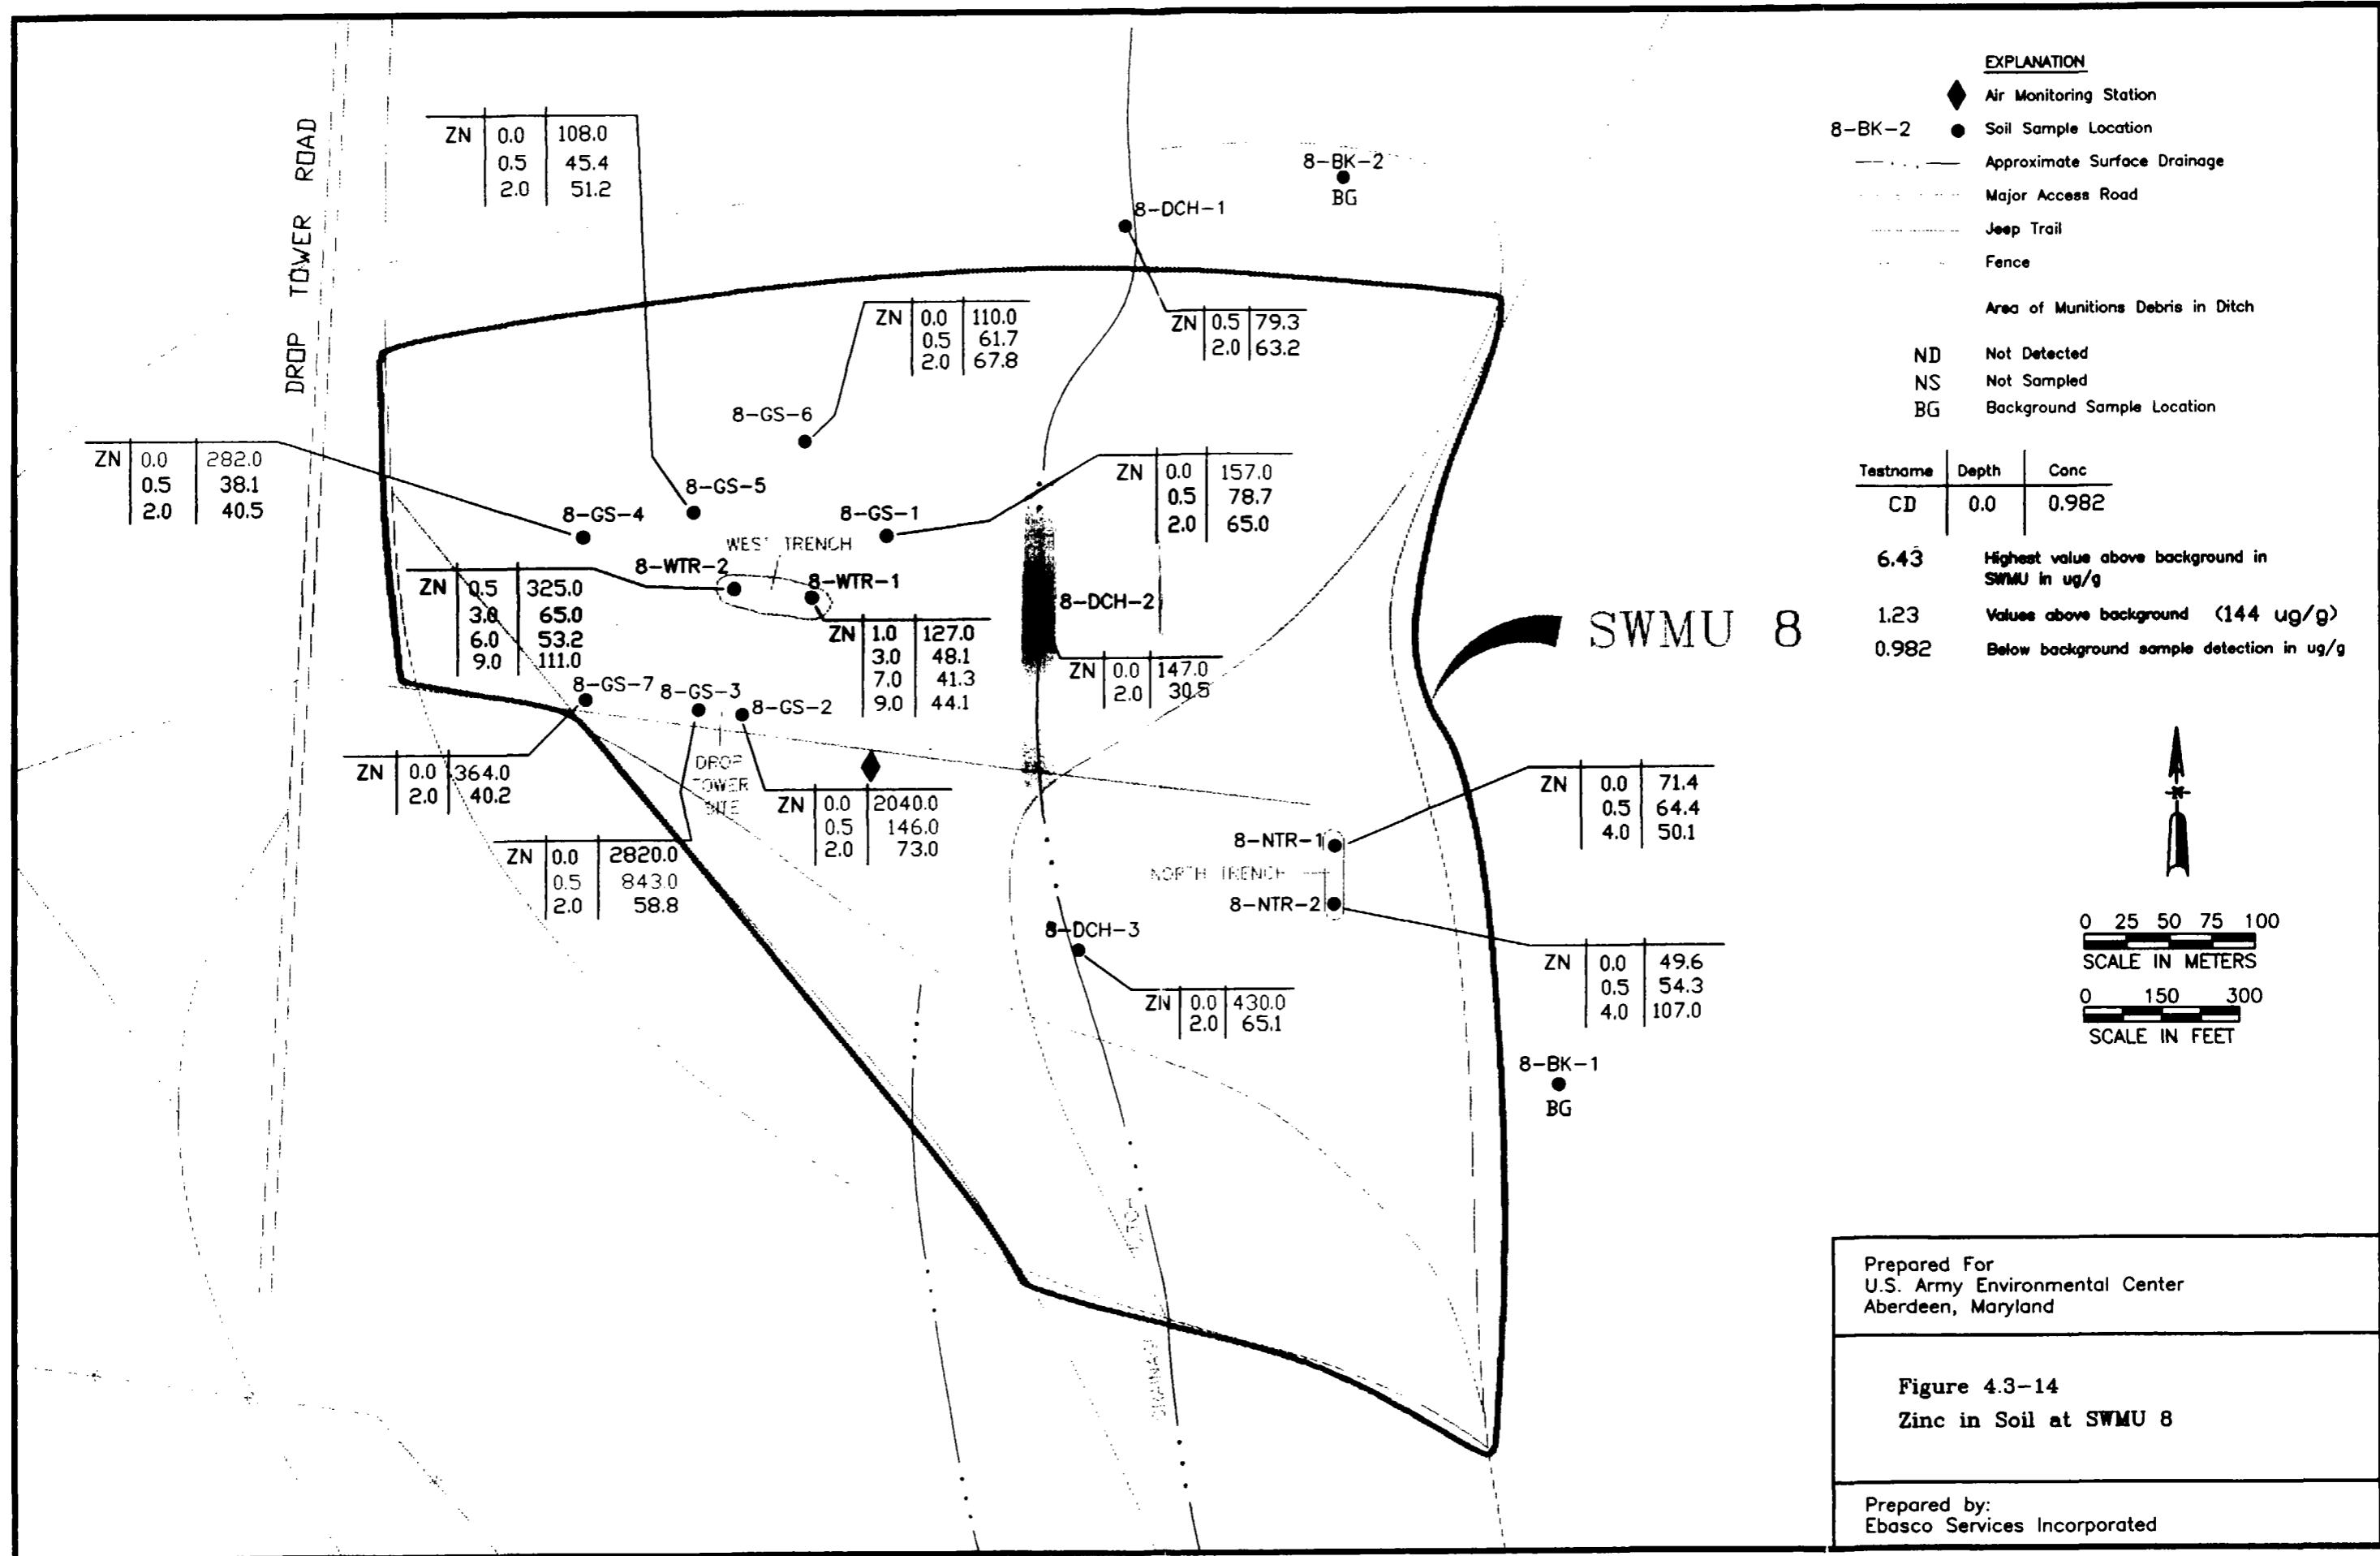 EXPLANATION
Air Monitoring Station
8-BK-2 Soil Sample Location
Approximate Surface Drainage
Major Access Road
Jeep Trail
Fence
Area of Munitions Debris in Ditch
ND Not Detected
NS Not Sampled
BG Background Sample Location
Testname Depth Conc
CD 0.0 0.982
6.43 Highest value above background in
SWMU in ug/g
1.23 Values above background (144 ug/g)
0.982 Below background sample detection in ug/g
DROP TOWER ROAD
ZN 0.0 108.0
0.5 45.4
2.0 51.2
8-BK-2
BG
8-DCH-1
ZN 0.5 79.3
2.0 63.2
ZN 0.0 110.0
0.5 61.7
2.0 67.8
8-GS-6
ZN 0.0 282.0
0.5 38.1
2.0 40.5
8-GS-5
8-GS-4
8-GS-1
ZN 0.0 157.0
0.5 78.7
2.0 65.0
WEST TRENCH
8-WTR-2
8-WTR-1
ZN 0.5 325.0
3.0 65.0
6.0 53.2
9.0 111.0
ZN 1.0 127.0
3.0 48.1
7.0 41.3
9.0 44.1
8-DCH-2
ZN 0.0 147.0
2.0 30.5
SWMU 8
8-GS-7
8-GS-3
8-GS-2
DROP
TOWER
SITE
ZN 0.0 364.0
2.0 40.2
ZN 0.0 2040.0
0.5 146.0
2.0 73.0
ZN 0.0 2820.0
0.5 843.0
2.0 58.8
ZN 0.0 71.4
0.5 64.4
4.0 50.1
8-NTR-1
NORTH TRENCH
8-NTR-2
ZN 0.0 49.6
0.5 54.3
4.0 107.0
8-DCH-3
ZN 0.0 430.0
2.0 65.1
8-BK-1
BG
0 25 50 75 100
SCALE IN METERS
0 150 300
SCALE IN FEET
Prepared For
U.S. Army Environmental Center
Aberdeen, Maryland
Figure 4.3-14
Zinc in Soil at SWMU 8
Prepared by:
Ebasco Services Incorporated